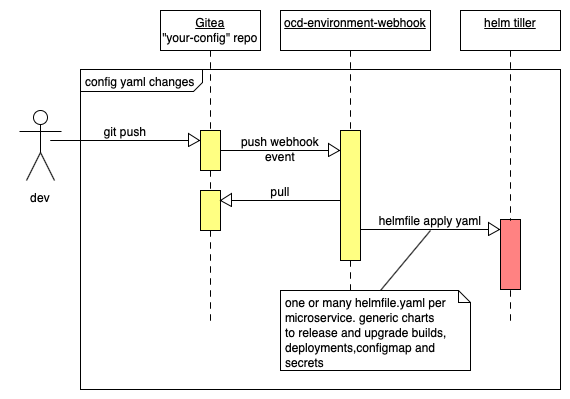 Gitea
"your-config" repo
ocd-environment-webhook
helm tiller
config yaml changes
git push
push webhook
event
dev
pull
helmfile apply yaml
one or many helmfile.yaml per
microservice. generic charts
to release and upgrade builds,
deployments,configmap and
secrets